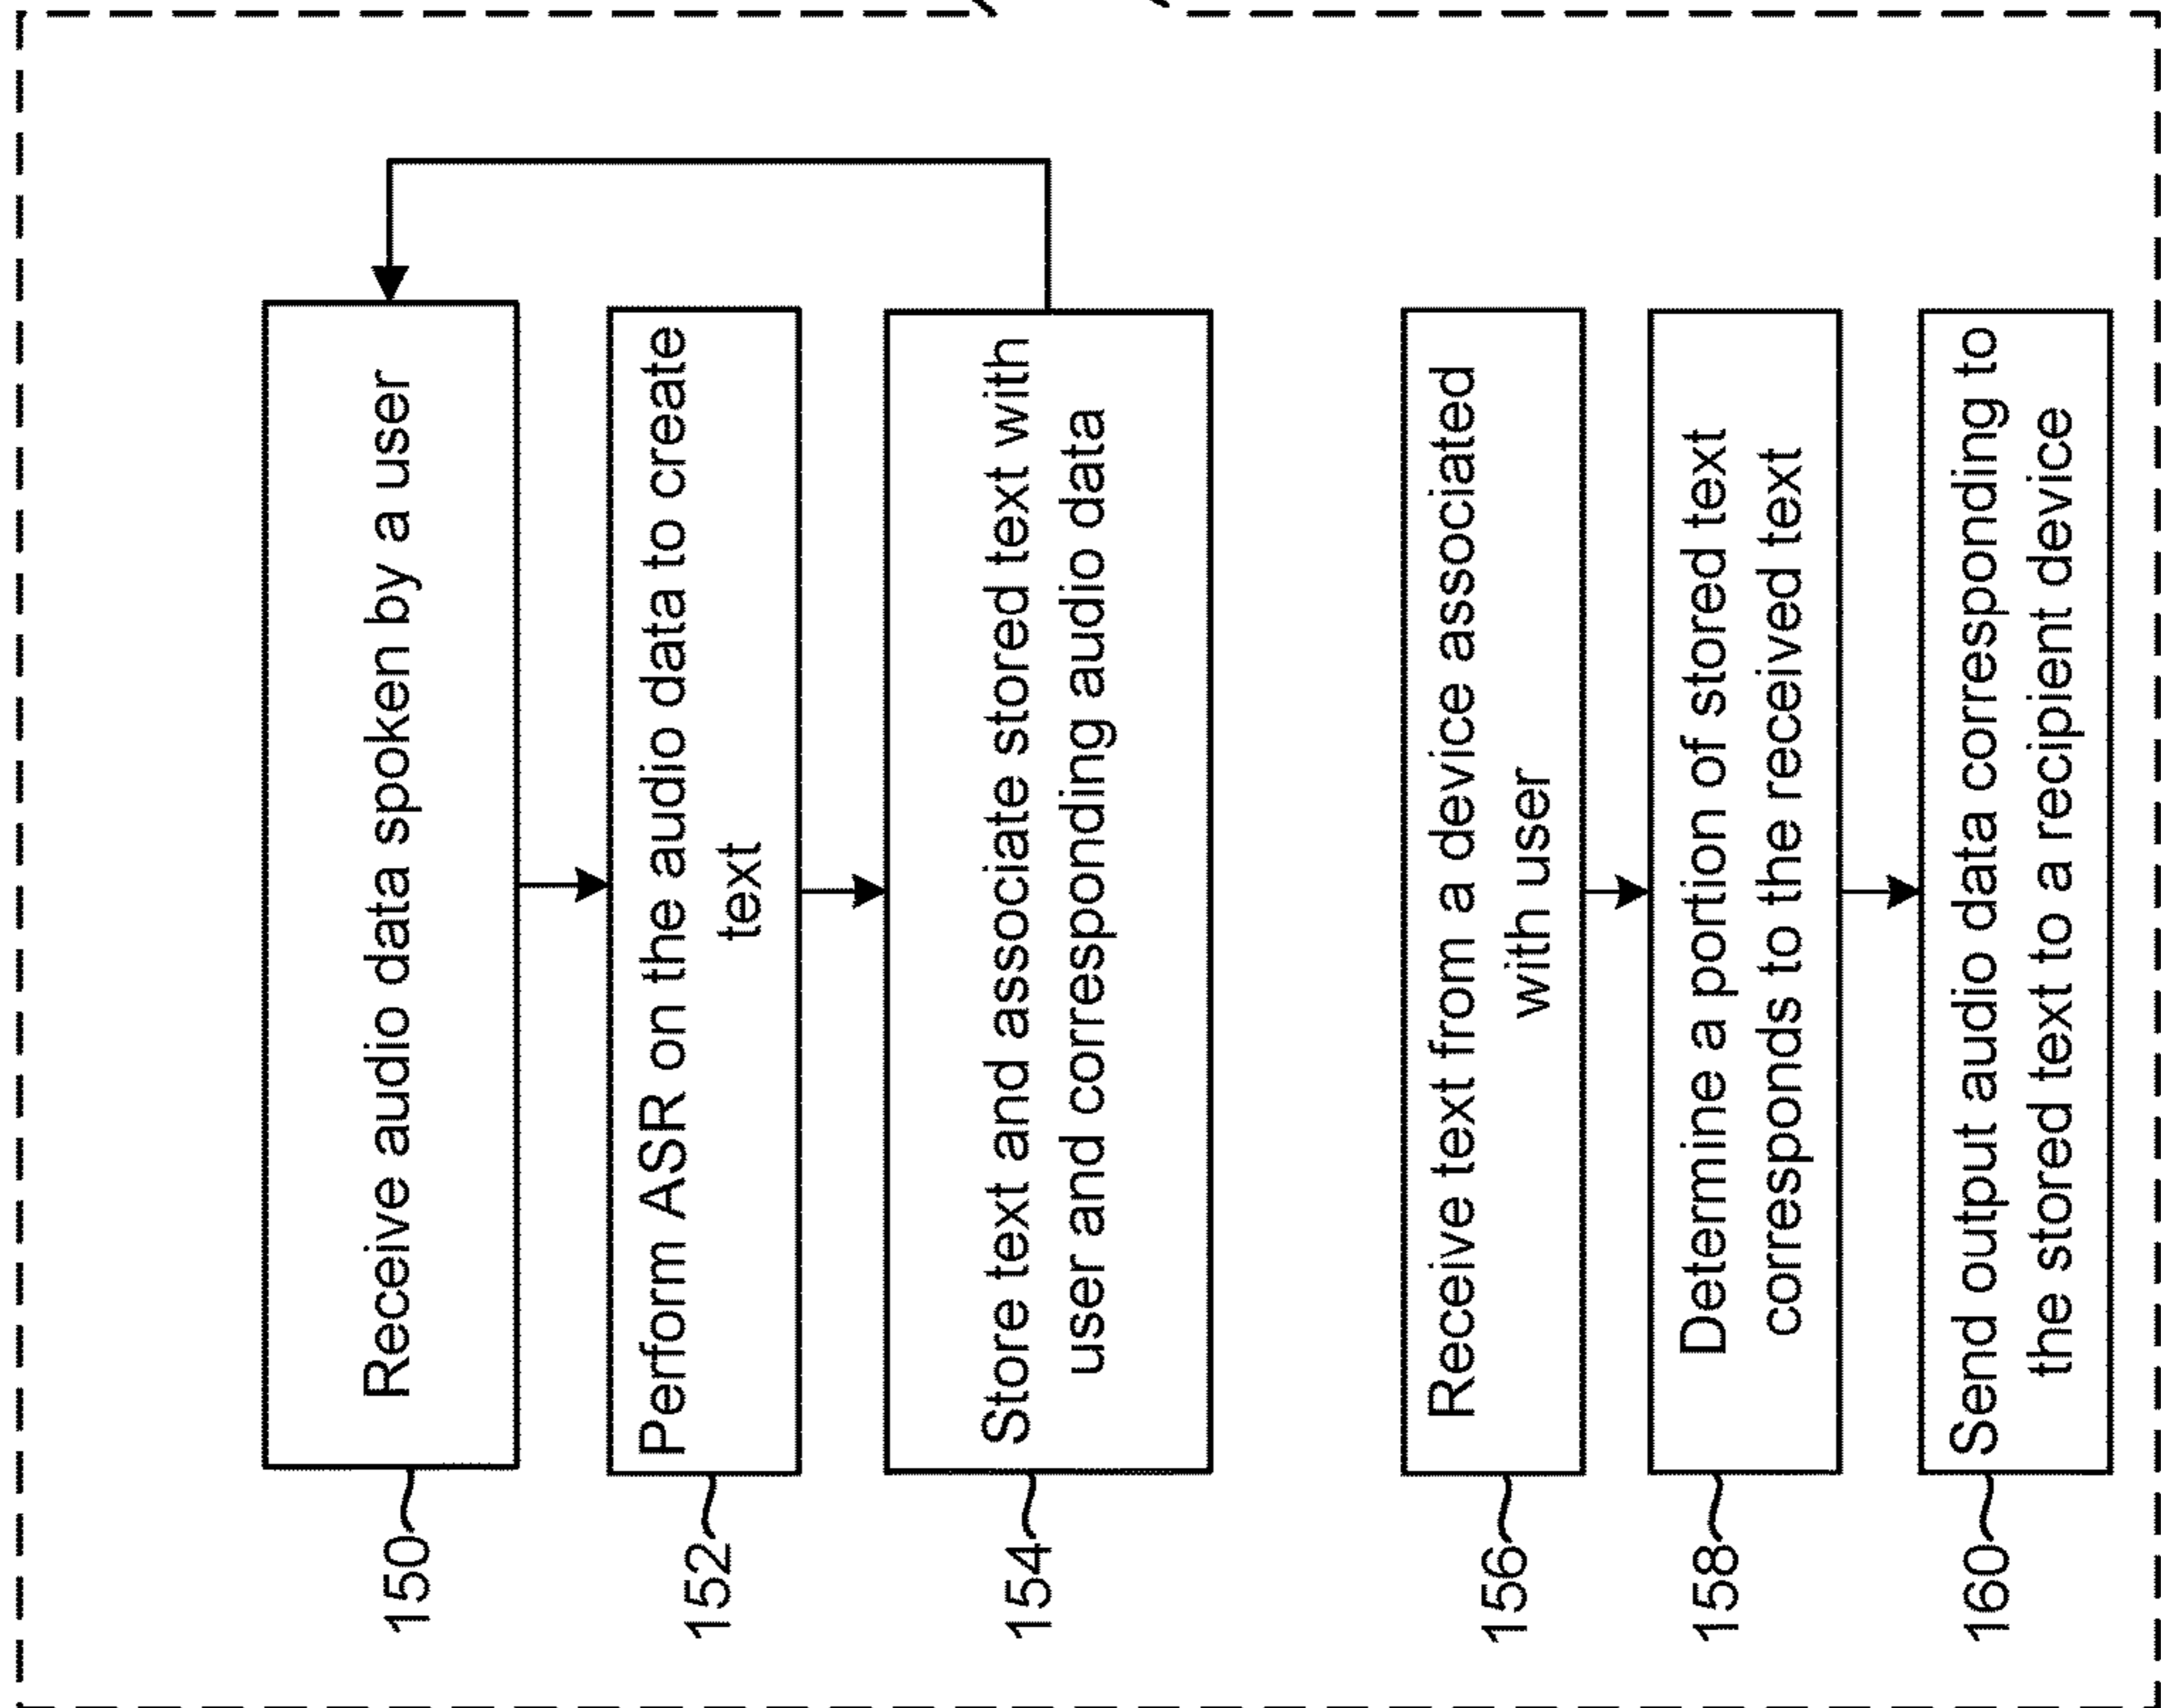 150
Receive audio data spoken by a user
152
Perform ASR on the audio data to create
text
154
Store text and associate stored text with
user and corresponding audio data
156
Receive text from a device associated
with user
158
Determine a portion of stored text
corresponds to the received text
160
Send output audio data corresponding to
the stored text to a recipient device